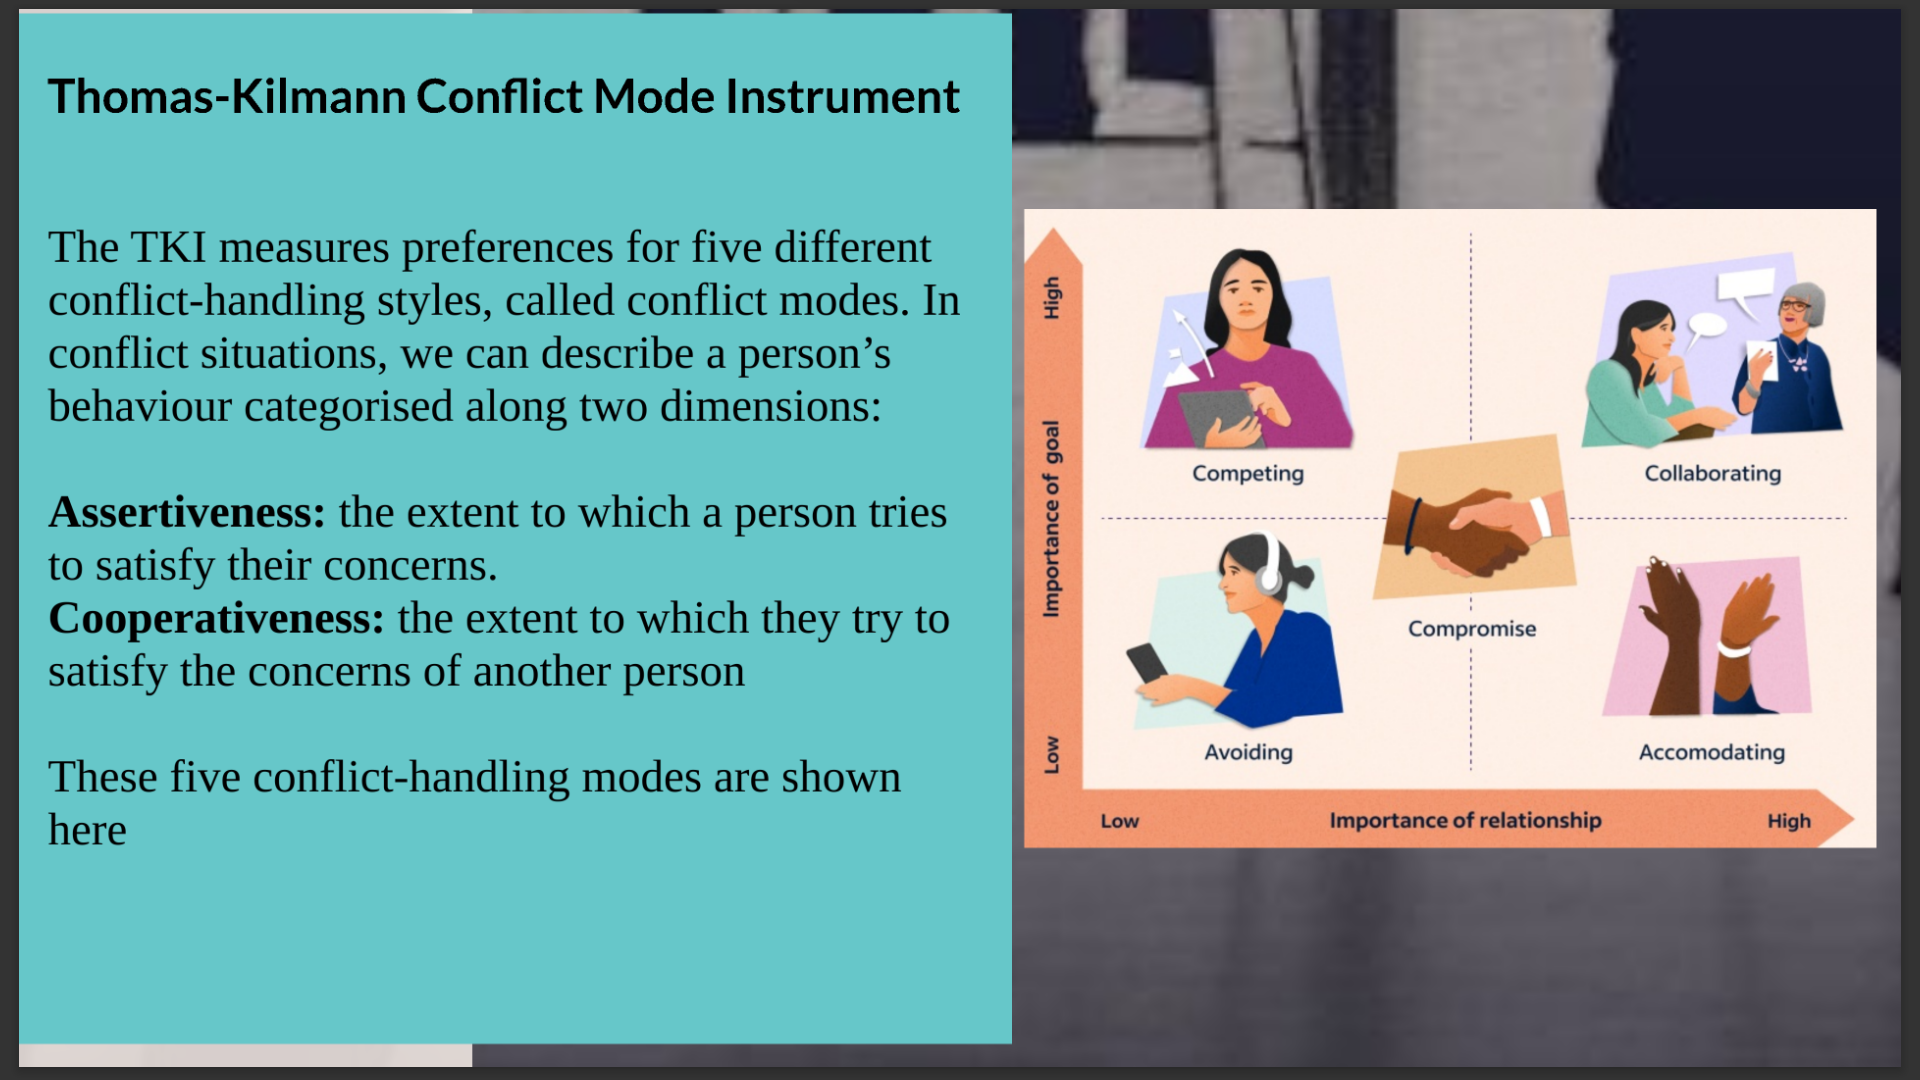 Thomas-Kilmann Conflict Mode Instrument
The TKI measures preferences for five different
conflict-handling styles, called conflict modes. In
conflict situations, we can describe a person’s
behaviour categorised along two dimensions:
Assertiveness: the extent to which a person tries
to satisfy their concerns.
Cooperativeness: the extent to which they try to
satisfy the concerns of another person
These five conflict-handling modes are shown
here
High
Importance of goal
Low
Competing
Collaborating
Compromise
Avoiding
Accomodating
Low
Importance of relationship
High